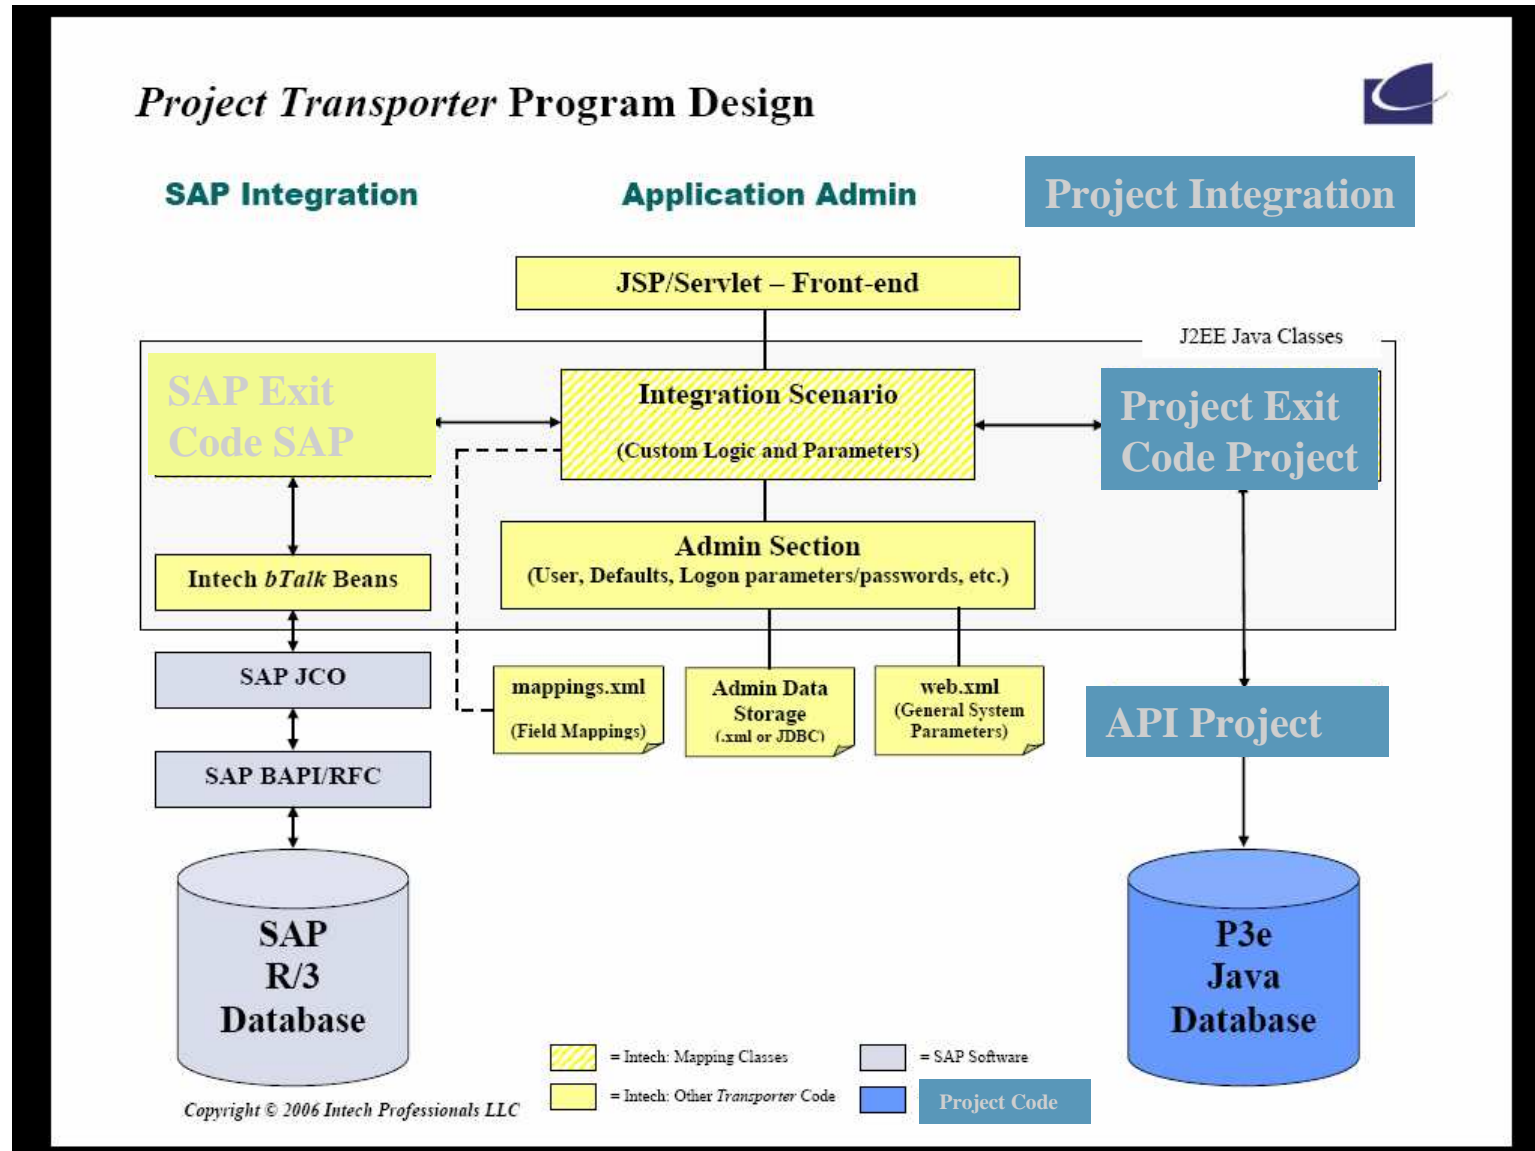 Project Transporter Program Design
SAP Integration
Application Admin
Project Integration
JSP/Servlet – Front-end
J2EE Java Classes
SAP Exit
Code SAP
Integration Scenario
(Custom Logic and Parameters)
Project Exit
Code Project
Intech bTalk Beans
Admin Section
(User, Defaults, Logon parameters/passwords, etc.)
SAP JCO
mappings.xml
(Field Mappings)
Admin Data
Storage
(.xml or JDBC)
web.xml
(General System
Parameters)
API Project
SAP BAPI/RFC
SAP
R/3
Database
P3e
Java
Database
= Intech: Mapping Classes
= SAP Software
= Intech: Other Transporter Code
Project Code
Copyright © 2006 Intech Professionals LLC